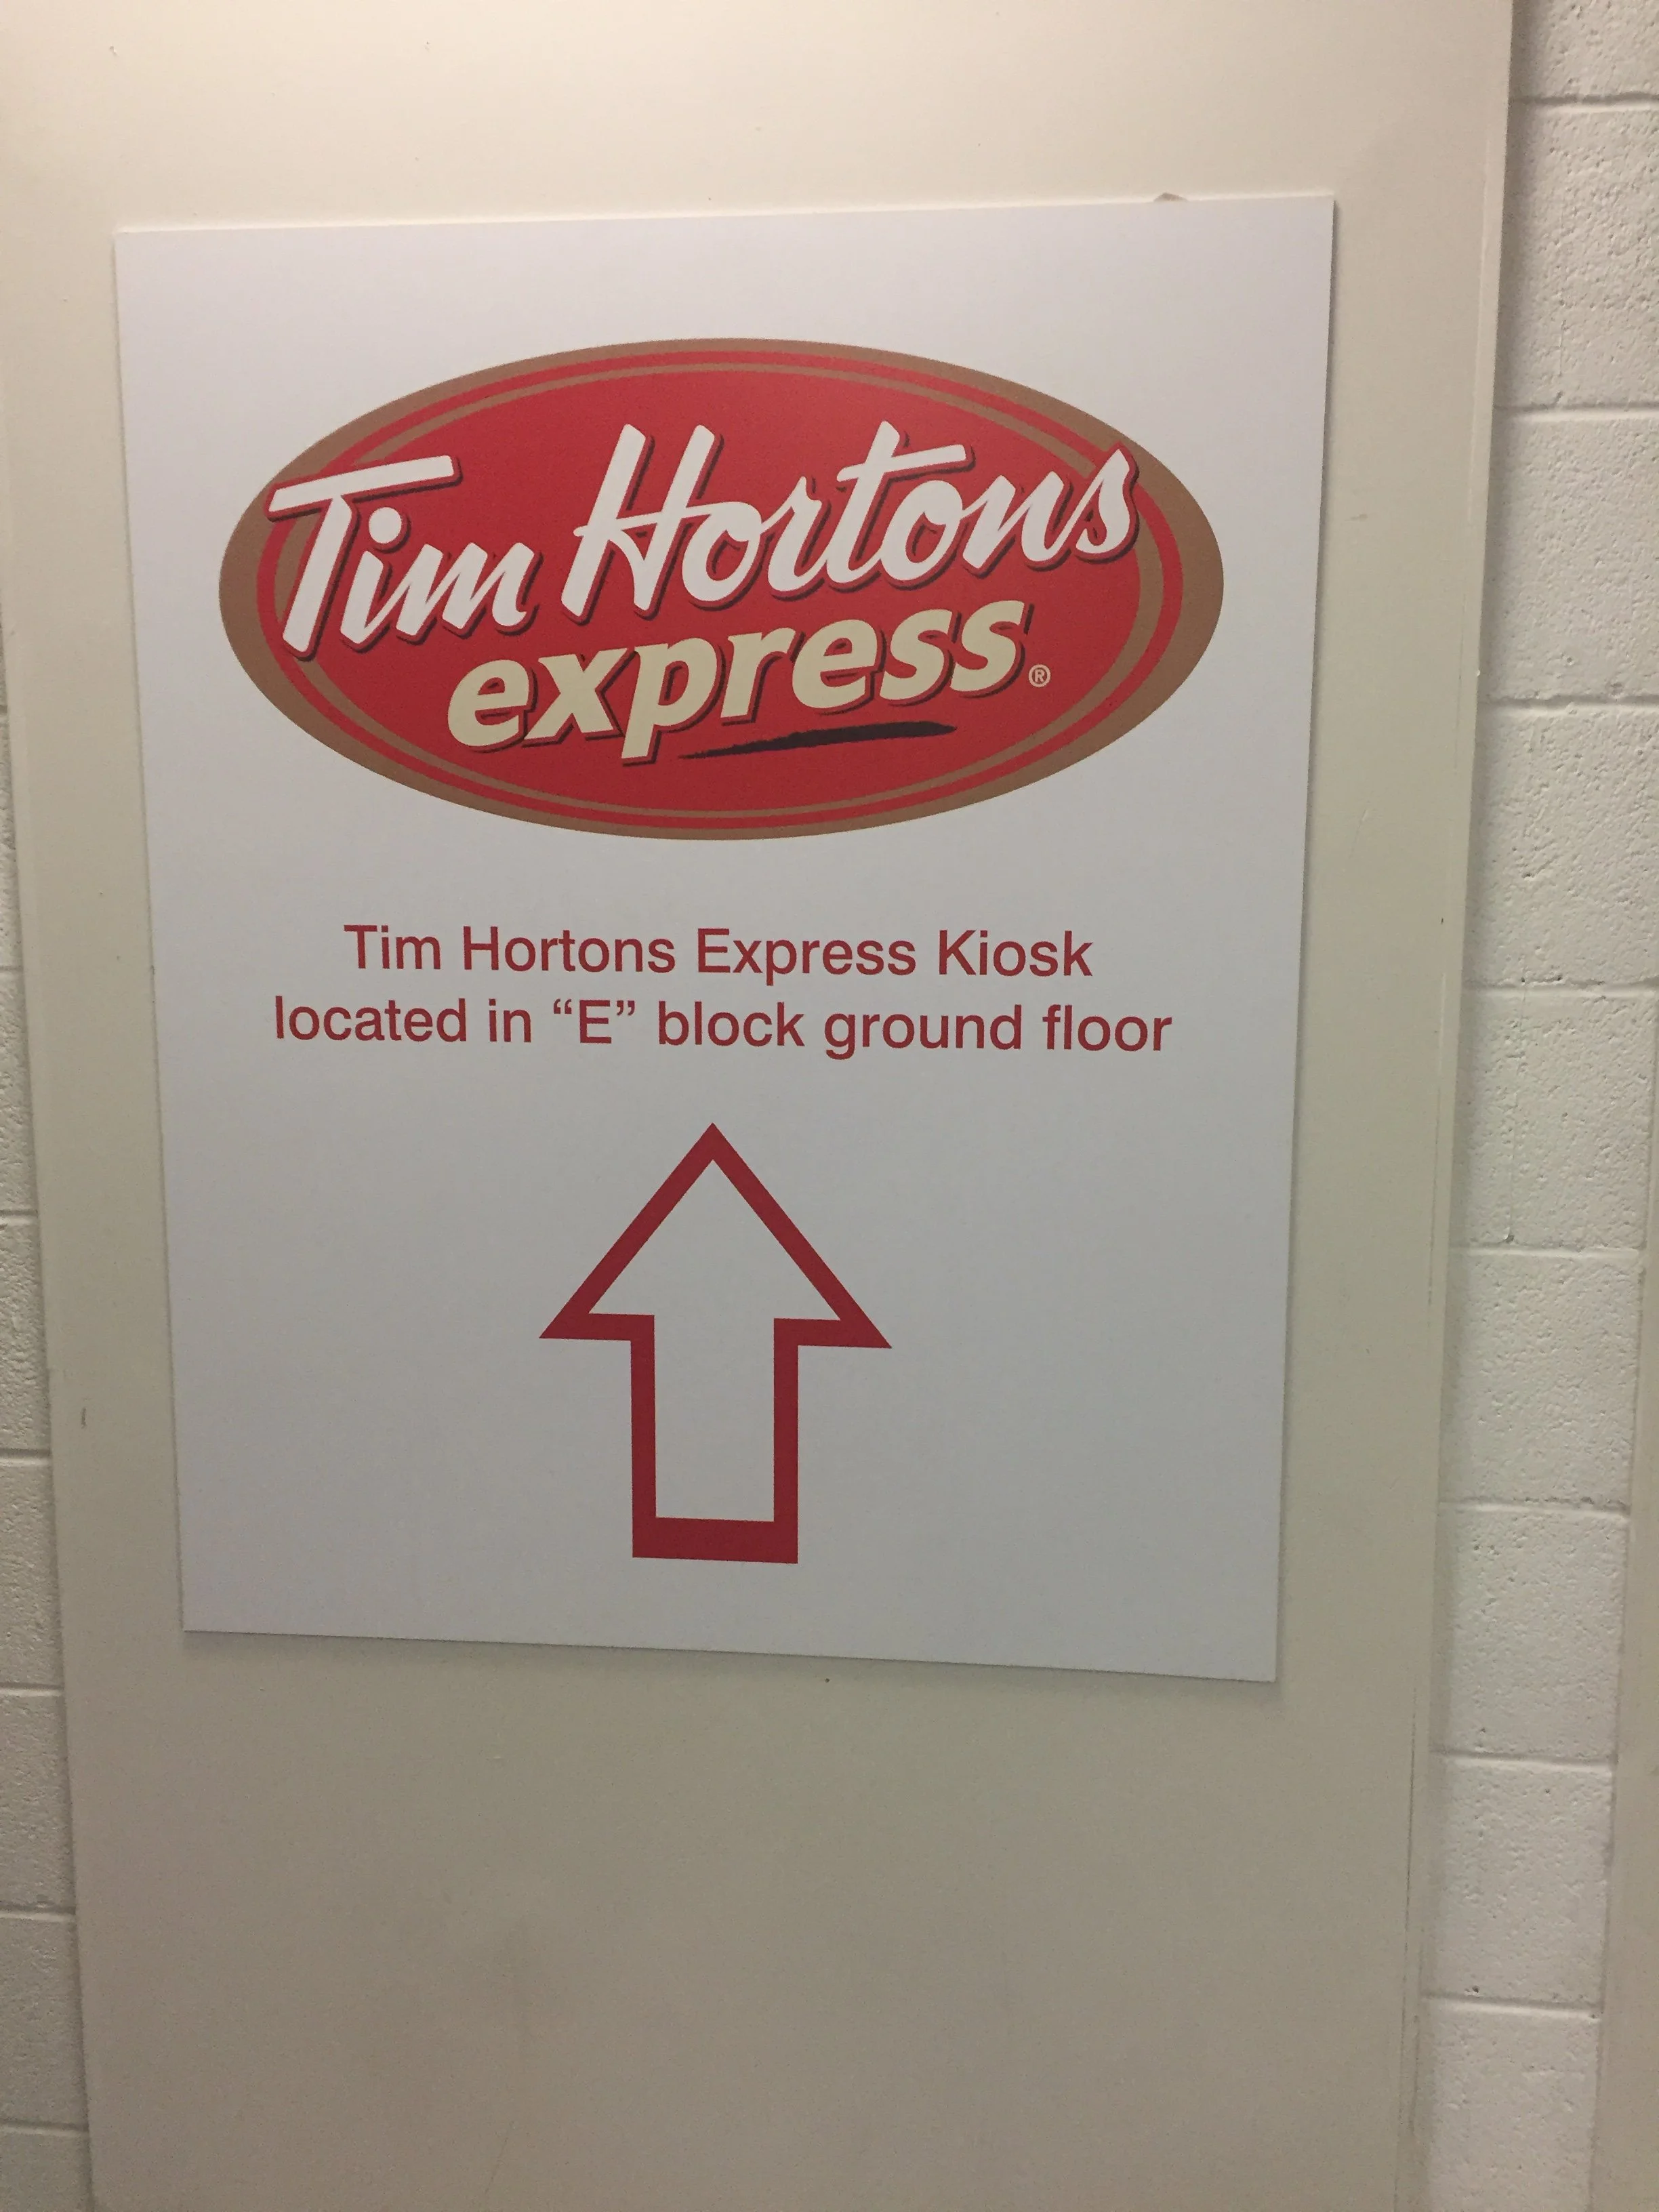 Tim Hortons
express®
Tim Hortons Express Kiosk
located in “E” block ground floor